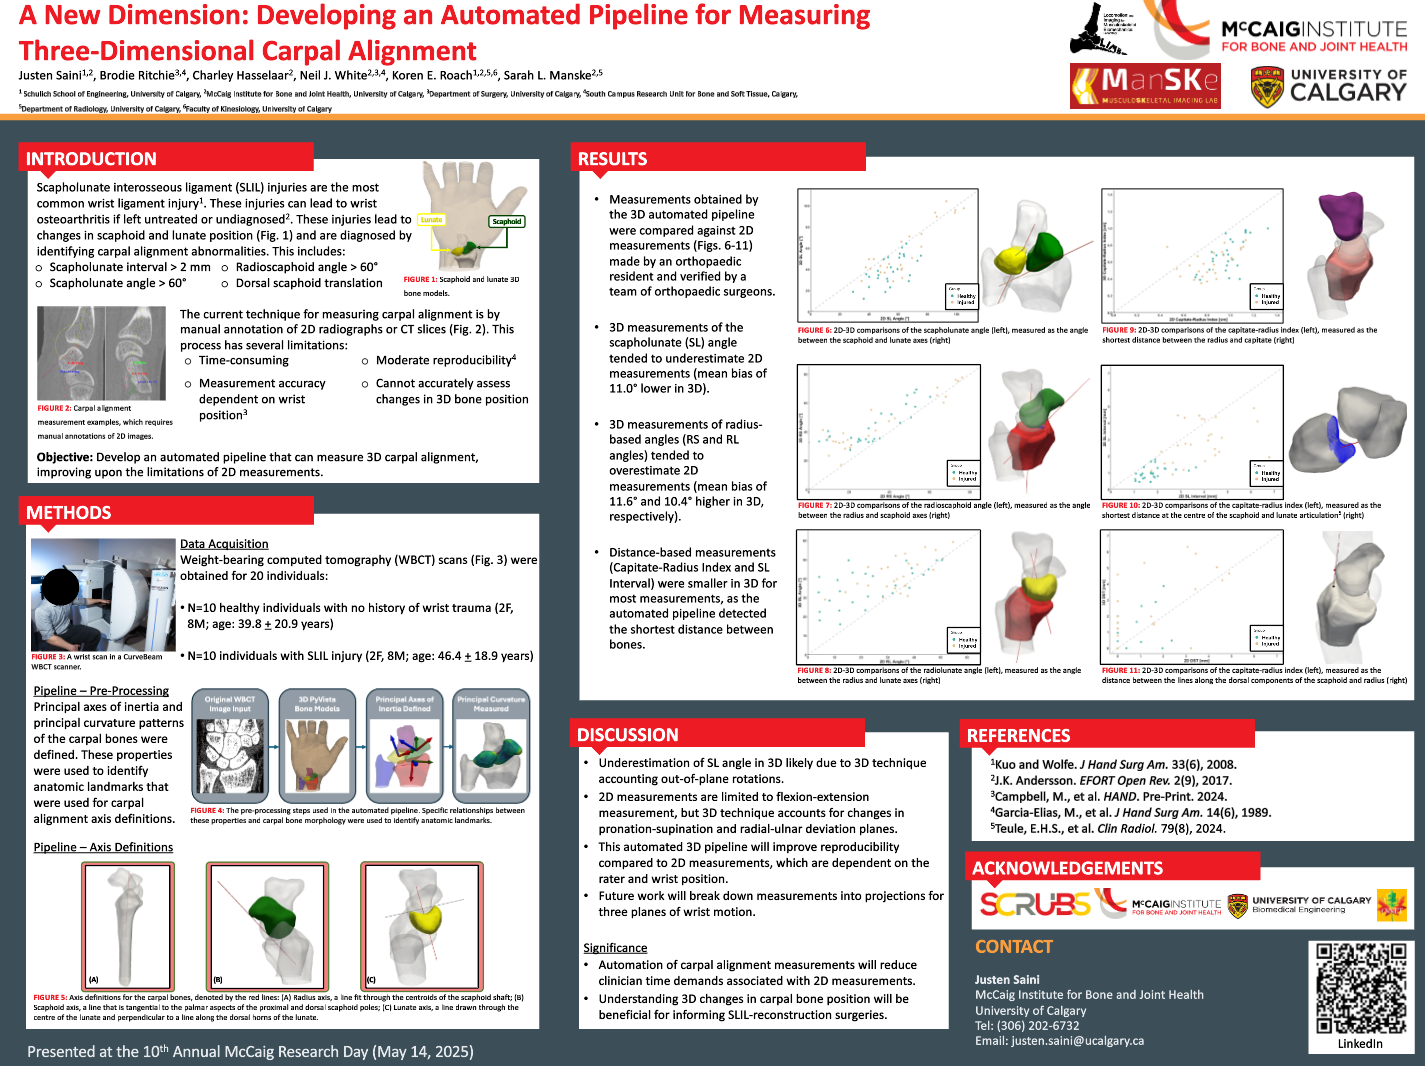 A New Dimension: Developing an Automated Pipeline for Measuring
Three-Dimensional Carpal Alignment
Justen Saini1,2, Brodie Ritchie3,4, Charley Hasselaar2, Neil J. White2,3,4, Koren E. Roach1,2,5,6, Sarah L. Manske2,5
1 Schulich School of Engineering, University of Calgary, 2McCaig Institute for Bone and Joint Health, University of Calgary, 3Department of Surgery, University of Calgary, 4South Campus Research Unit for Bone and Soft Tissue, Calgary,
5Department of Radiology, University of Calgary, 6Faculty of Kinesiology, University of Calgary
McCAIG INSTITUTE
FOR BONE AND JOINT HEALTH
ManSKe
MUSCULOSKELETAL IMAGING LAB
UNIVERSITY OF
CALGARY
INTRODUCTION
Scapholunate interosseous ligament (SLIL) injuries are the most
common wrist ligament injury1. These injuries can lead to wrist
osteoarthritis if left untreated or undiagnosed2. These injuries lead to
changes in scaphoid and lunate position (Fig. 1) and are diagnosed by
identifying carpal alignment abnormalities. This includes:
o Scapholunate interval > 2 mm o Radioscaphoid angle > 60°
o Scapholunate angle > 60° o Dorsal scaphoid translation
Lunate
Scaphoid
FIGURE 1: Scaphoid and lunate 3D
bone models.
The current technique for measuring carpal alignment is by
manual annotation of 2D radiographs or CT slices (Fig. 2). This
process has several limitations:
o Time-consuming o Moderate reproducibility4
o Measurement accuracy
dependent on wrist
position3
o Cannot accurately assess
changes in 3D bone position
FIGURE 2: Carpal alignment
measurement examples, which requires
manual annotations of 2D images.
Objective: Develop an automated pipeline that can measure 3D carpal alignment,
improving upon the limitations of 2D measurements.
METHODS
Data Acquisition
Weight-bearing computed tomography (WBCT) scans (Fig. 3) were
obtained for 20 individuals:
• N=10 healthy individuals with no history of wrist trauma (2F,
8M; age: 39.8 ± 20.9 years)
• N=10 individuals with SLIL injury (2F, 8M; age: 46.4 ± 18.9 years)
FIGURE 3: A wrist scan in a CurveBeam
WBCT scanner.
Pipeline – Pre-Processing
Principal axes of inertia and
principal curvature patterns
of the carpal bones were
defined. These properties
were used to identify
anatomic landmarks that
were used for carpal
alignment axis definitions.
Original WBCT
Image Input
3D PyVista
Bone Models
Principal Axes of
Inertia Defined
Principal Curvature
Measured
FIGURE 4: The pre-processing steps used in the automated pipeline. Specific relationships between
these properties and carpal bone morphology were used to identify anatomic landmarks.
Pipeline – Axis Definitions
(A)
(B)
(C)
FIGURE 5: Axis definitions for the carpal bones, denoted by the red lines: (A) Radius axis, a line fit through the centroids of the scaphoid shaft; (B)
Scaphoid axis, a line that is tangential to the palmar aspects of the proximal and dorsal scaphoid poles; (C) Lunate axis, a line drawn through the
centre of the lunate and perpendicular to a line along the dorsal horns of the lunate.
RESULTS
• Measurements obtained by
the 3D automated pipeline
were compared against 2D
measurements (Figs. 6-11)
made by an orthopaedic
resident and verified by a
team of orthopaedic surgeons.
• 3D measurements of the
scapholunate (SL) angle
tended to underestimate 2D
measurements (mean bias of
11.0° lower in 3D).
• 3D measurements of radius-
based angles (RS and RL
angles) tended to
overestimate 2D
measurements (mean bias of
11.6° and 10.4° higher in 3D,
respectively).
• Distance-based measurements
(Capitate-Radius Index and SL
Interval) were smaller in 3D for
most measurements, as the
automated pipeline detected
the shortest distance between
bones.
Healthy
Injured
FIGURE 6: 2D-3D comparisons of the scapholunate angle (left), measured as the angle
between the scaphoid and lunate axes (right)
Healthy
Injured
FIGURE 9: 2D-3D comparisons of the capitate-radius index (left), measured as the
shortest distance between the radius and capitate (right)
Healthy
Injured
FIGURE 7: 2D-3D comparisons of the radioscaphoid angle (left), measured as the angle
between the radius and scaphoid axes (right)
Healthy
Injured
FIGURE 10: 2D-3D comparisons of the capitate-radius index (left), measured as the
shortest distance at the centre of the scaphoid and lunate articulation5 (right)
Healthy
Injured
FIGURE 8: 2D-3D comparisons of the radiolunate angle (left), measured as the angle
between the radius and lunate axes (right)
Healthy
Injured
FIGURE 11: 2D-3D comparisons of the capitate-radius index (left), measured as the
distance between the lines along the dorsal components of the scaphoid and radius (right)
DISCUSSION
• Underestimation of SL angle in 3D likely due to 3D technique
accounting out-of-plane rotations.
• 2D measurements are limited to flexion-extension
measurement, but 3D technique accounts for changes in
pronation-supination and radial-ulnar deviation planes.
• This automated 3D pipeline will improve reproducibility
compared to 2D measurements, which are dependent on the
rater and wrist position.
• Future work will break down measurements into projections for
three planes of wrist motion.
Significance
• Automation of carpal alignment measurements will reduce
clinician time demands associated with 2D measurements.
• Understanding 3D changes in carpal bone position will be
beneficial for informing SLIL-reconstruction surgeries.
REFERENCES
1Kuo and Wolfe. J Hand Surg Am. 33(6), 2008.
2J.K. Andersson. EFORT Open Rev. 2(9), 2017.
3Campbell, M., et al. HAND. Pre-Print. 2024.
4Garcia-Elias, M., et al. J Hand Surg Am. 14(6), 1989.
5Teule, E.H.S., et al. Clin Radiol. 79(8), 2024.
ACKNOWLEDGEMENTS
SCRUBS
McCAIG INSTITUTE
FOR BONE AND JOINT HEALTH
UNIVERSITY OF CALGARY
Biomedical Engineering
CONTACT
Justen Saini
McCaig Institute for Bone and Joint Health
University of Calgary
Tel: (306) 202-6732
Email: justen.saini@ucalgary.ca
LinkedIn
Presented at the 10th Annual McCaig Research Day (May 14, 2025)